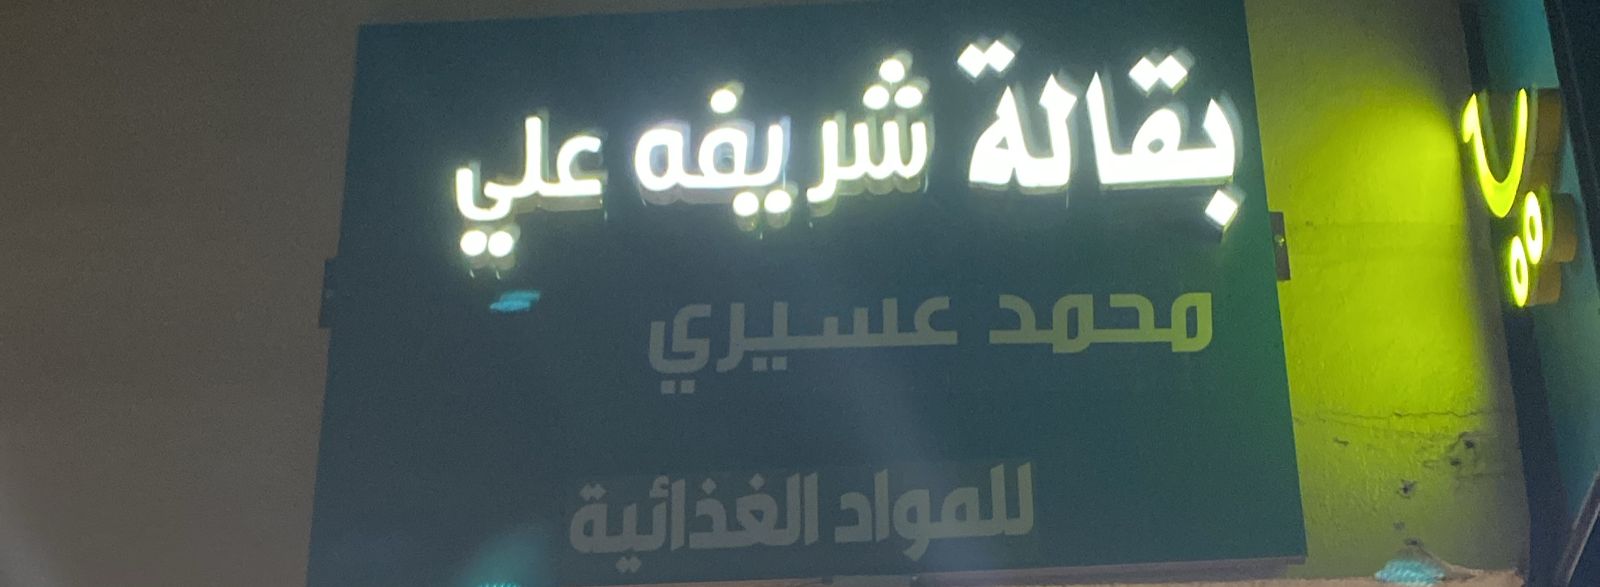 بقالة شريفه علي
محمد عسيري
للمواد الغذائية